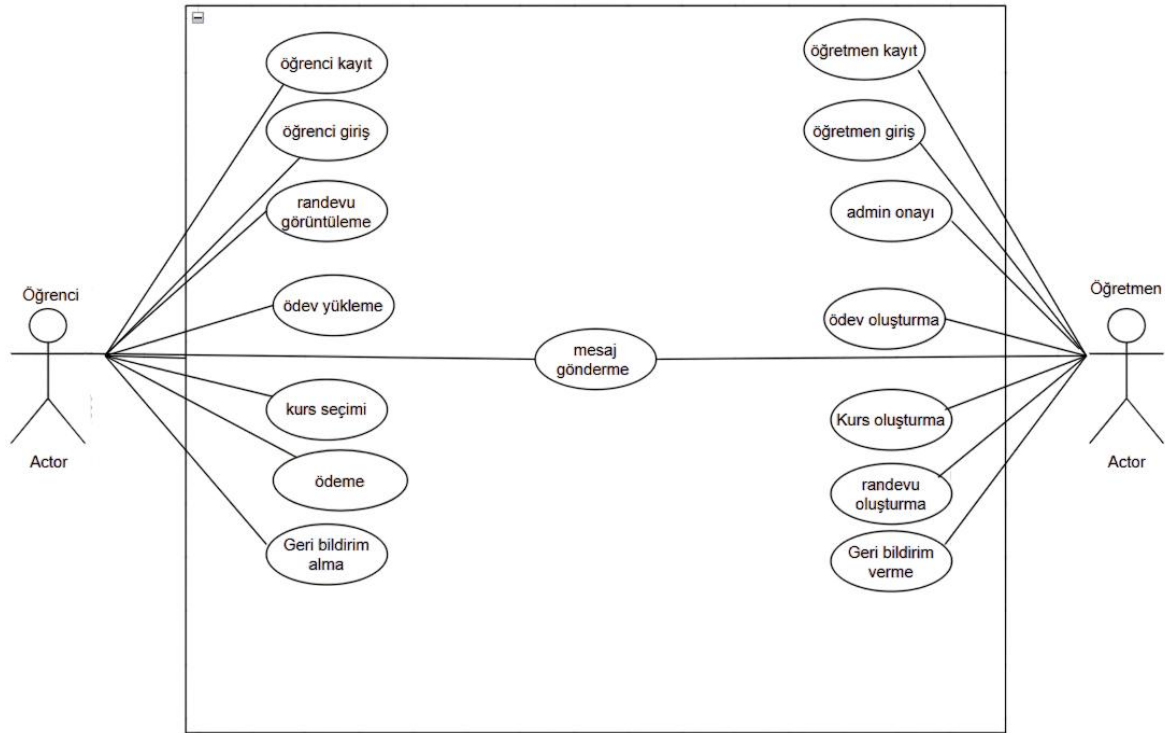 öğrenci kayıt
öğrenci giriş
randevu
görüntüleme
ödev yükleme
kurs seçimi
ödeme
Geri bildirim
alma
Öğrenci
Actor
mesaj
gönderme
öğretmen kayıt
öğretmen giriş
admin onayı
ödev oluşturma
Kurs oluşturma
randevu
oluşturma
Geri bildirim
verme
Öğretmen
Actor